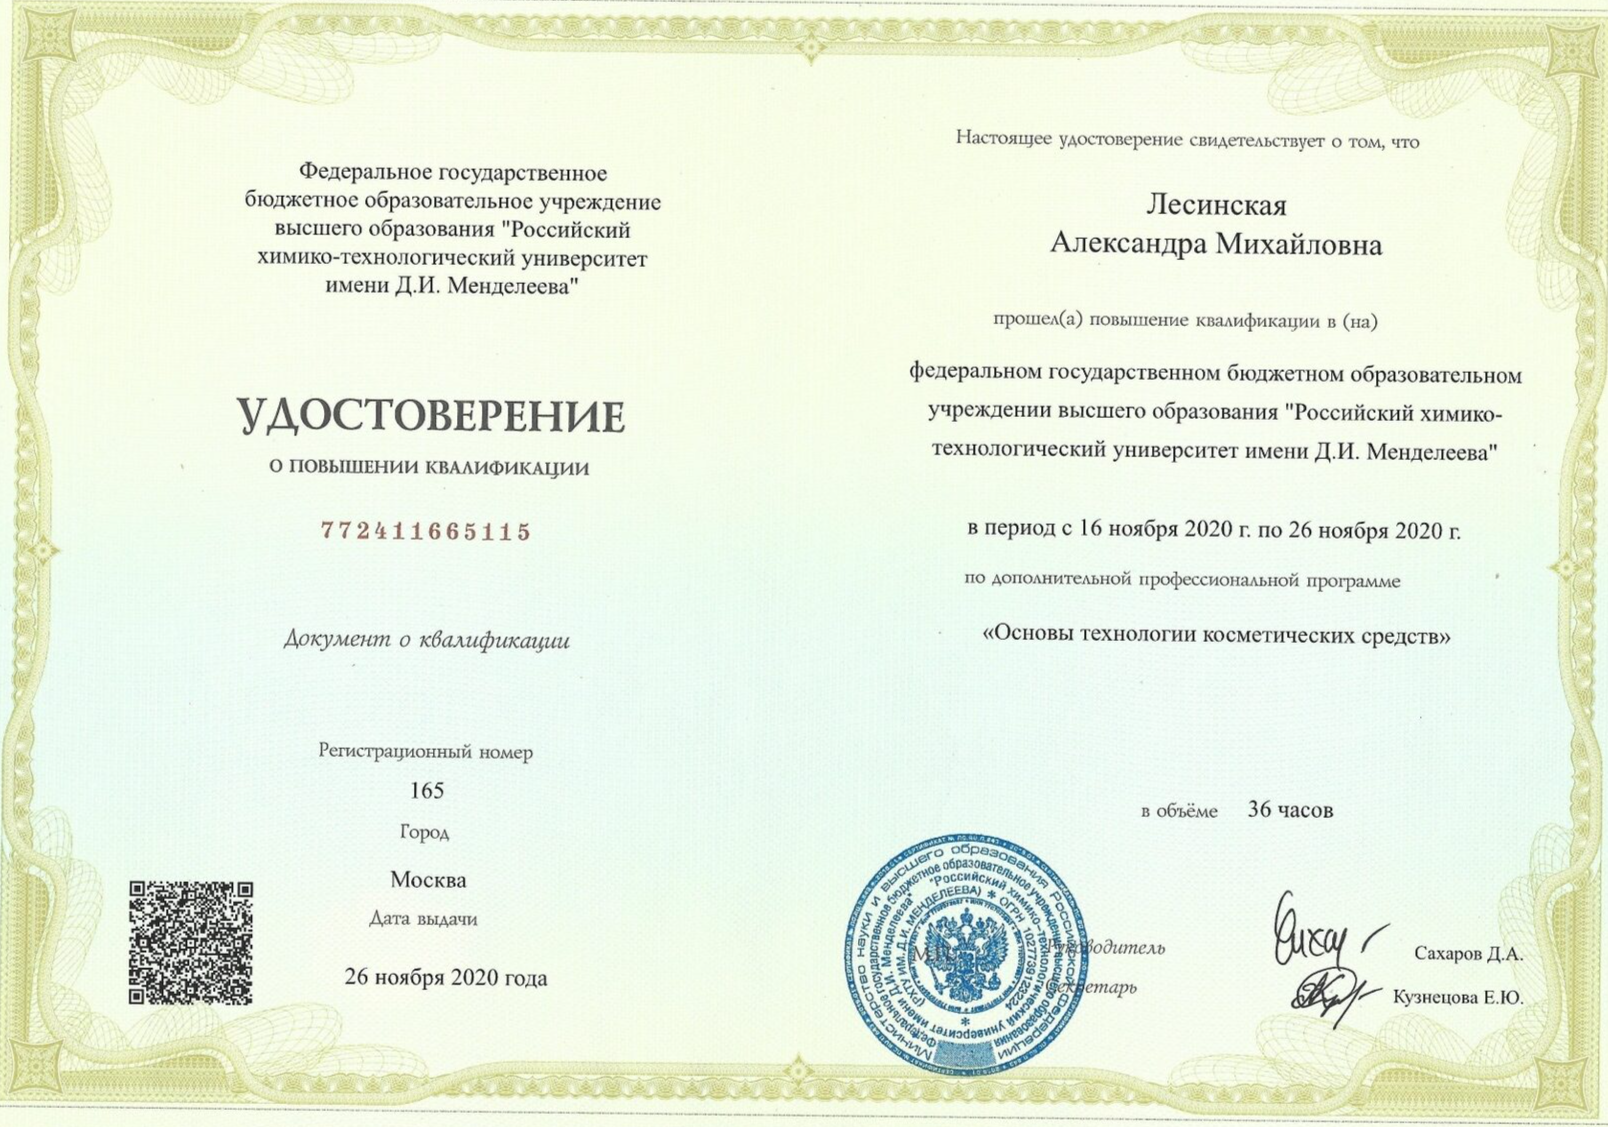 Федеральное государственное
бюджетное образовательное учреждение
высшего образования "Российский
химико-технологический университет
имени Д.И. Менделеева"
УДОСТОВЕРЕНИЕ
О ПОВЫШЕНИИ КВАЛИФИКАЦИИ
772411665115
Документ о квалификации
Регистрационный номер
165
Город
Москва
Дата выдачи
26 ноября 2020 года
Настоящее удостоверение свидетельствует о том, что
Лесинская
Александра Михайловна
прошел(а) повышение квалификации в (на)
федеральном государственном бюджетном образовательном
учреждении высшего образования "Российский химико-
технологический университет имени Д.И. Менделеева"
в период с 16 ноября 2020 г. по 26 ноября 2020 г.
по дополнительной профессиональной программе
«Основы технологии косметических средств»
в объёме 36 часов
Министерство науки и высшего образования Российской Федерации
Федеральное государственное бюджетное образовательное учреждение высшего образования
"Российский химико-технологический университет имени Д.И. Менделеева"
(РХТУ ИМ. Д.И. МЕНДЕЛЕЕВА) * ОГРН 1027739123224
Руководитель
Сахаров Д.А.
Секретарь
Кузнецова Е.Ю.